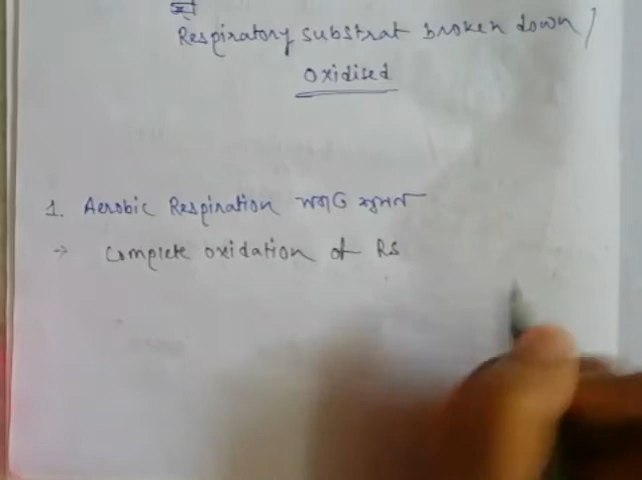 Respiratory substrat broken down/
Oxidised
1. Aerobic Respiration সবাত শ্বসন
→ Complete oxidation of Rs